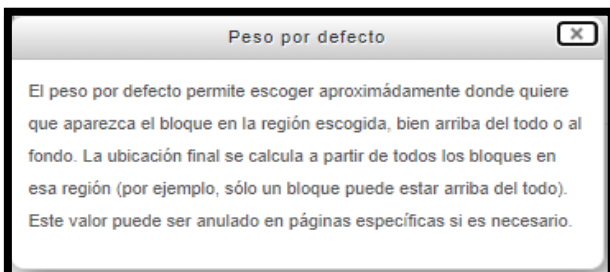 Peso por defecto
El peso por defecto permite escoger aproximádamente donde quiere
que aparezca el bloque en la región escogida, bien arriba del todo o al
fondo. La ubicación final se calcula a partir de todos los bloques en
esa región (por ejemplo, sólo un bloque puede estar arriba del todo).
Este valor puede ser anulado en páginas específicas si es necesario.